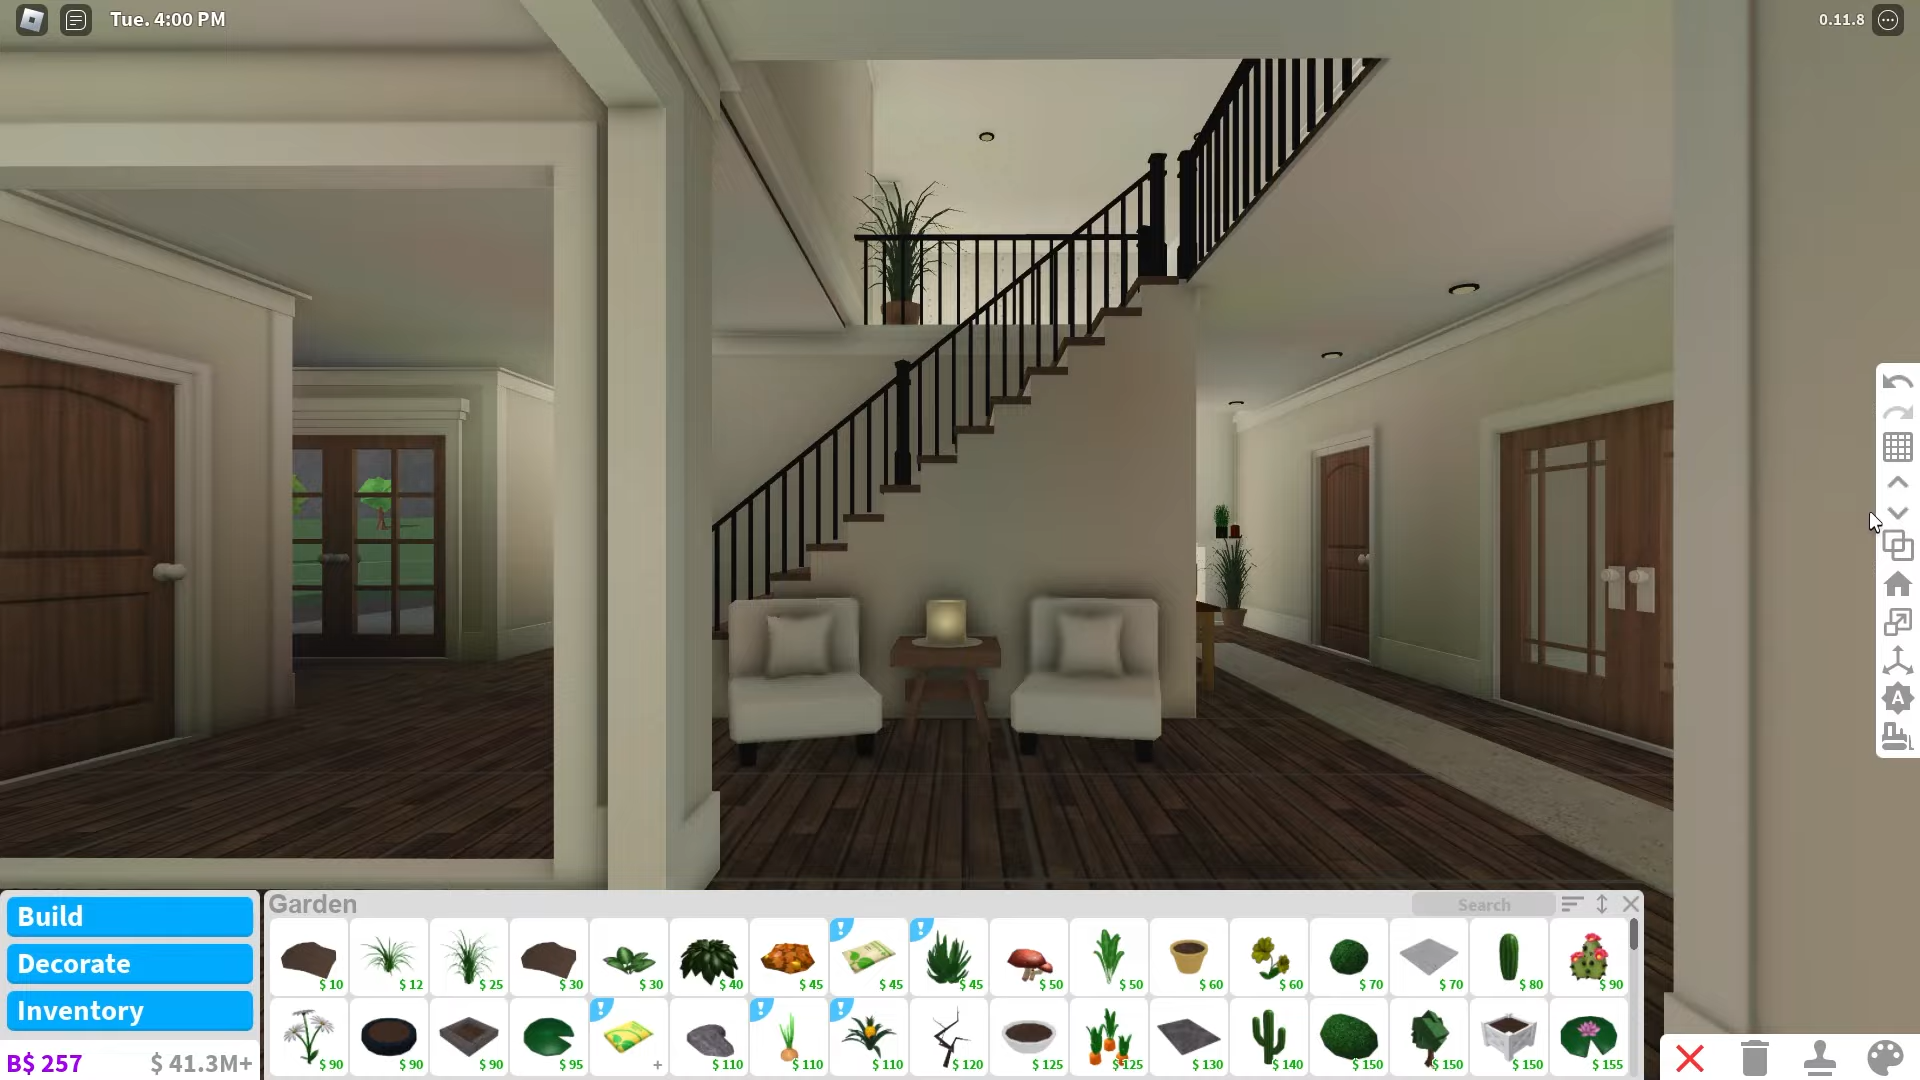 Tue. 4:00 PM
0.11.8
A
Build
Decorate
Inventory
B$ 257
$ 41.3M+
Garden
Search
$ 10
$ 12
$ 25
$ 30
$ 30
$ 40
$ 45
! $ 45
! $ 45
$ 50
$ 50
$ 60
$ 60
$ 70
$ 70
$ 80
$ 90
$ 90
$ 90
$ 90
$ 95
! +
$ 110
! $ 110
! $ 110
$ 120
$ 125
$ 125
$ 130
$ 140
$ 150
$ 150
$ 150
$ 155